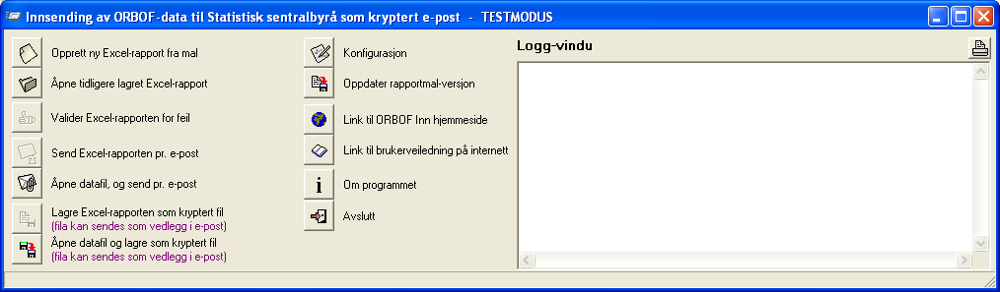 Innsending av ORBOF-data til Statistisk sentralbyrå som kryptert e-post - TESTMODUS
Opprett ny Excel-rapport fra mal
Åpne tidligere lagret Excel-rapport
Valider Excel-rapporten for feil
Send Excel-rapporten pr. e-post
Åpne datafil, og send pr. e-post
Lagre Excel-rapporten som kryptert fil
(fila kan sendes som vedlegg i e-post)
Åpne datafil og lagre som kryptert fil
(fila kan sendes som vedlegg i e-post)
Konfigurasjon
Oppdater rapportmal-versjon
Link til ORBOF Inn hjemmeside
Link til brukerveiledning på internett
Om programmet
Avslutt
Logg-vindu